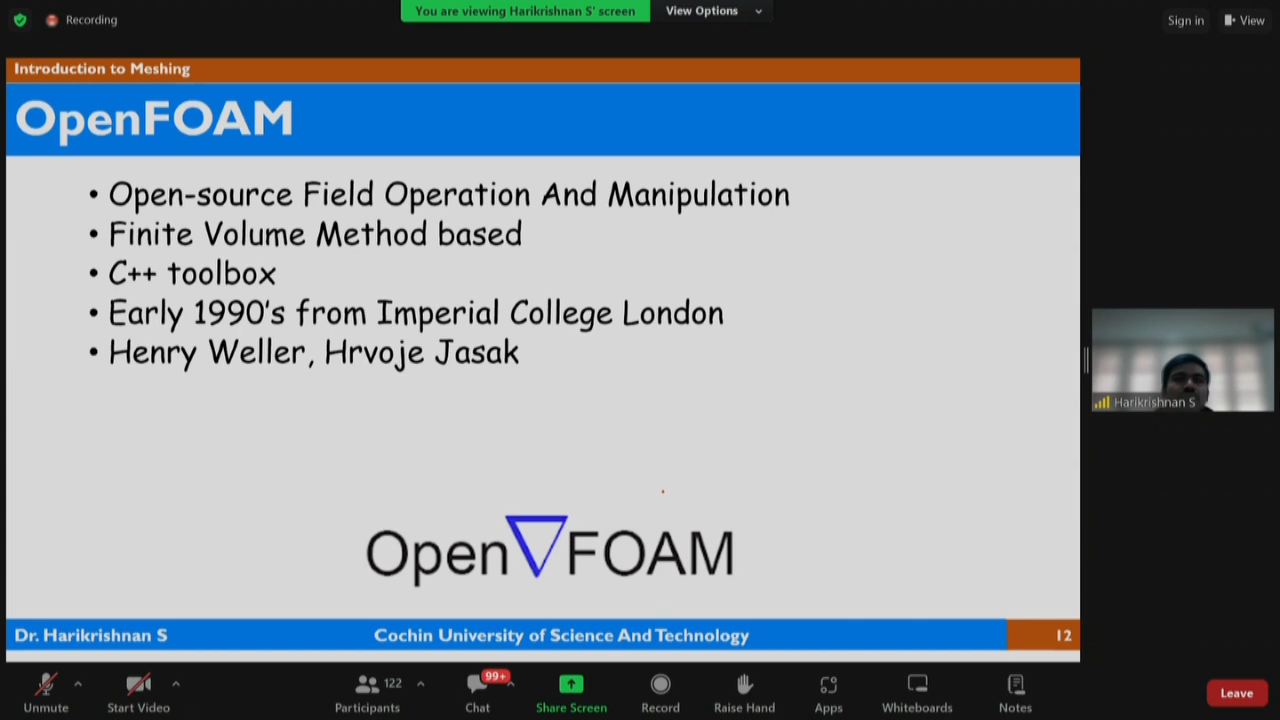 Recording
You are viewing Harikrishnan S' screen
View Options
Sign in
View
Introduction to Meshing
OpenFOAM
• Open-source Field Operation And Manipulation
• Finite Volume Method based
• C++ toolbox
• Early 1990's from Imperial College London
• Henry Weller, Hrvoje Jasak
Harikrishnan S
Open▽FOAM
Dr. Harikrishnan S
Cochin University of Science And Technology
12
Unmute
Start Video
122
Participants
99+
Chat
Share Screen
Record
Raise Hand
Apps
Whiteboards
Notes
Leave